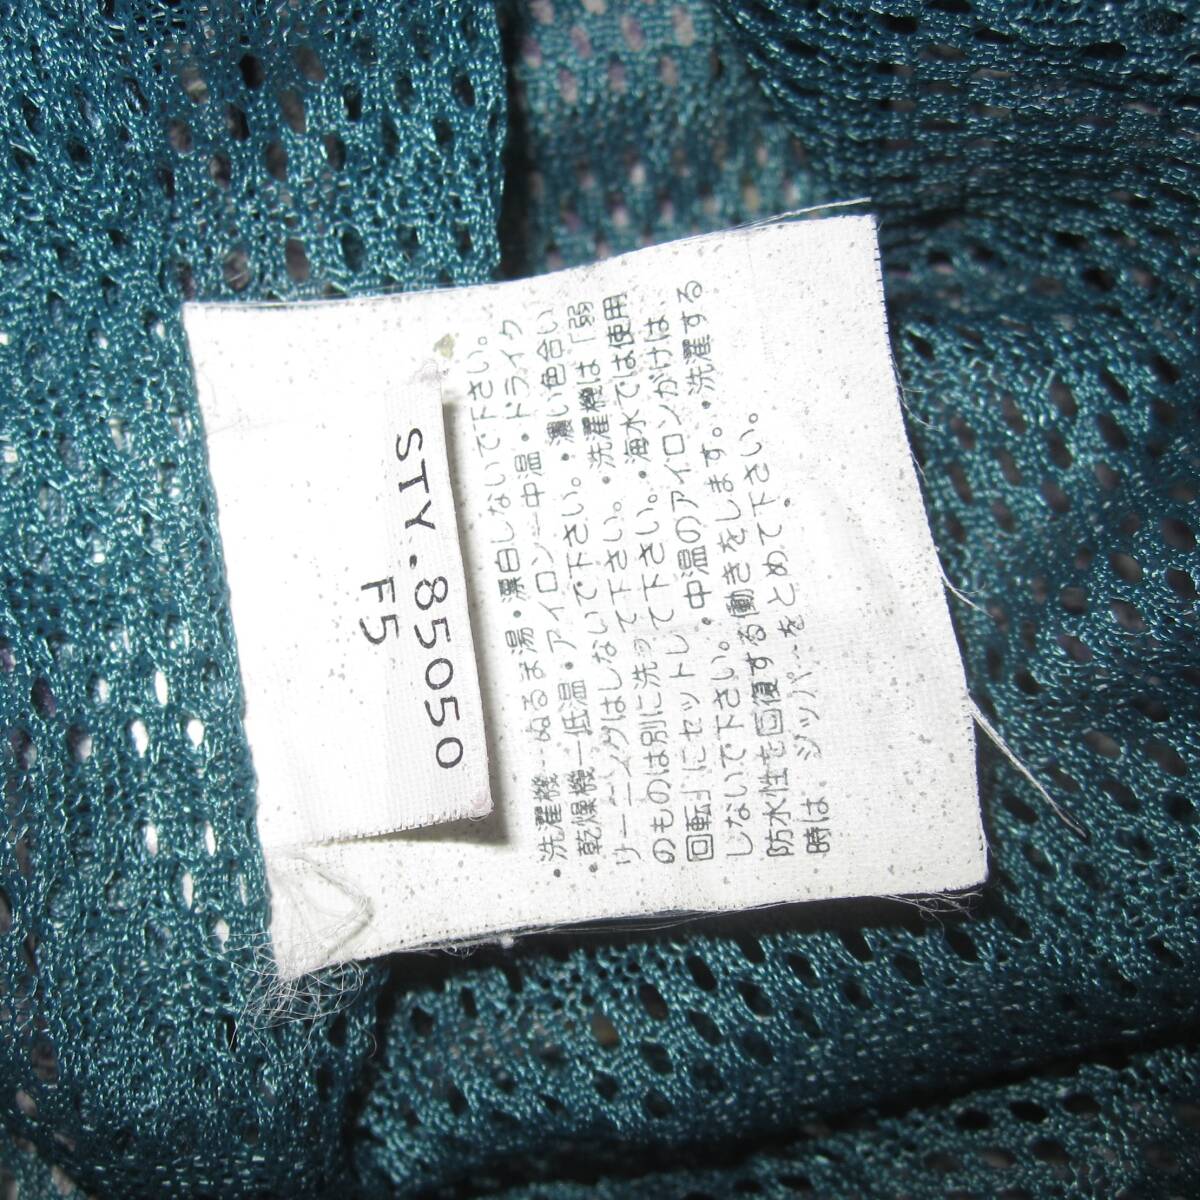 STY.85050
F5
・洗濯機―ぬるま湯・漂白しないで下さい。
・乾燥機―低温・アイロン―中温・ドライク
リーニングはしないで下さい。・濃い色合い
のものは別に洗って下さい。・洗濯機は「弱
回転」にセットして下さい。・海水では使用
しないで下さい。・中温のアイロンがけは、
防水性を回復する働きをします。・洗濯する
時は、ジッパーをとめて下さい。